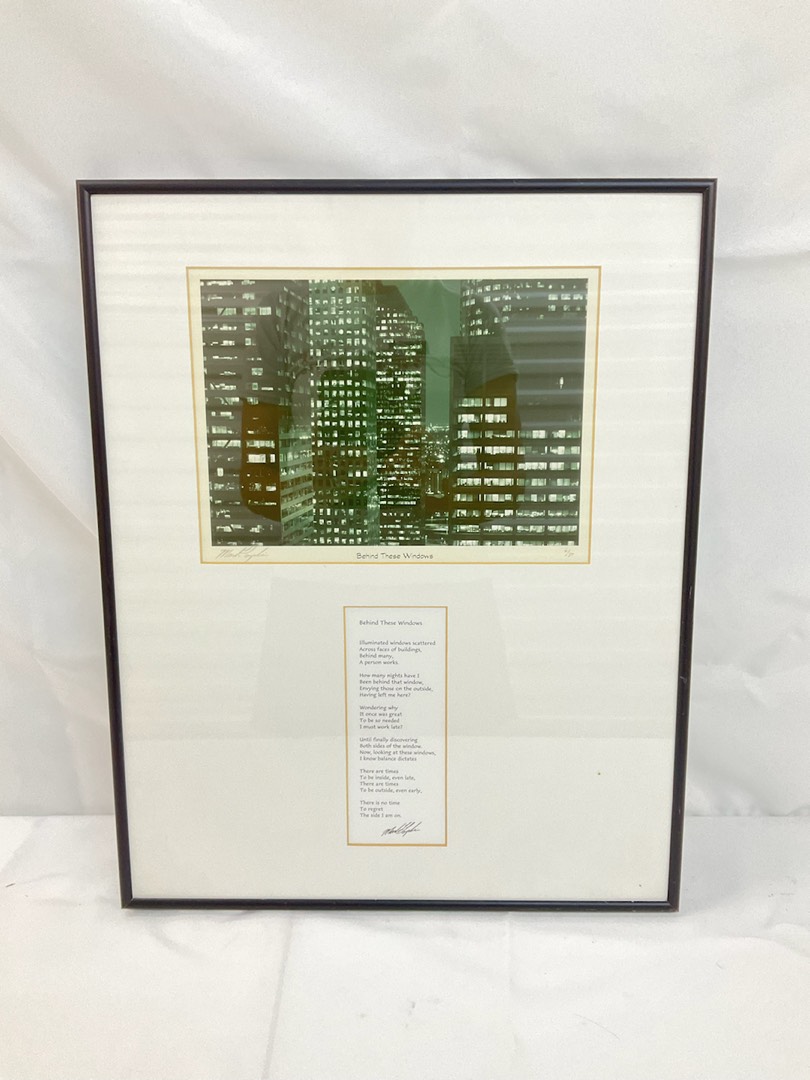 Behind These Windows
Behind These Windows
Illuminated windows scattered
Across faces of buildings,
Behind many,
A person works.
How many nights have I
Been behind that window,
Envying those on the outside,
Having left me here?
Wondering why
It once was great
To be so needed
I must work late?
Until finally discovering
Both sides of the window.
Now, looking at these windows,
I know balance dictates
There are times
To be inside, even late,
There are times
To be outside, even early,
There is no time
To regret
The side I am on.